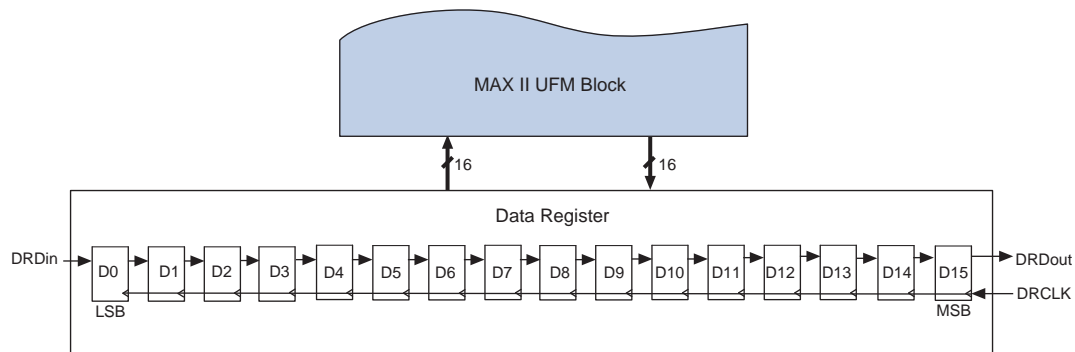 MAX II UFM Block
16
16
Data Register
DRDin
D0
D1
D2
D3
D4
D5
D6
D7
D8
D9
D10
D11
D12
D13
D14
D15
DRDout
DRCLK
LSB
MSB